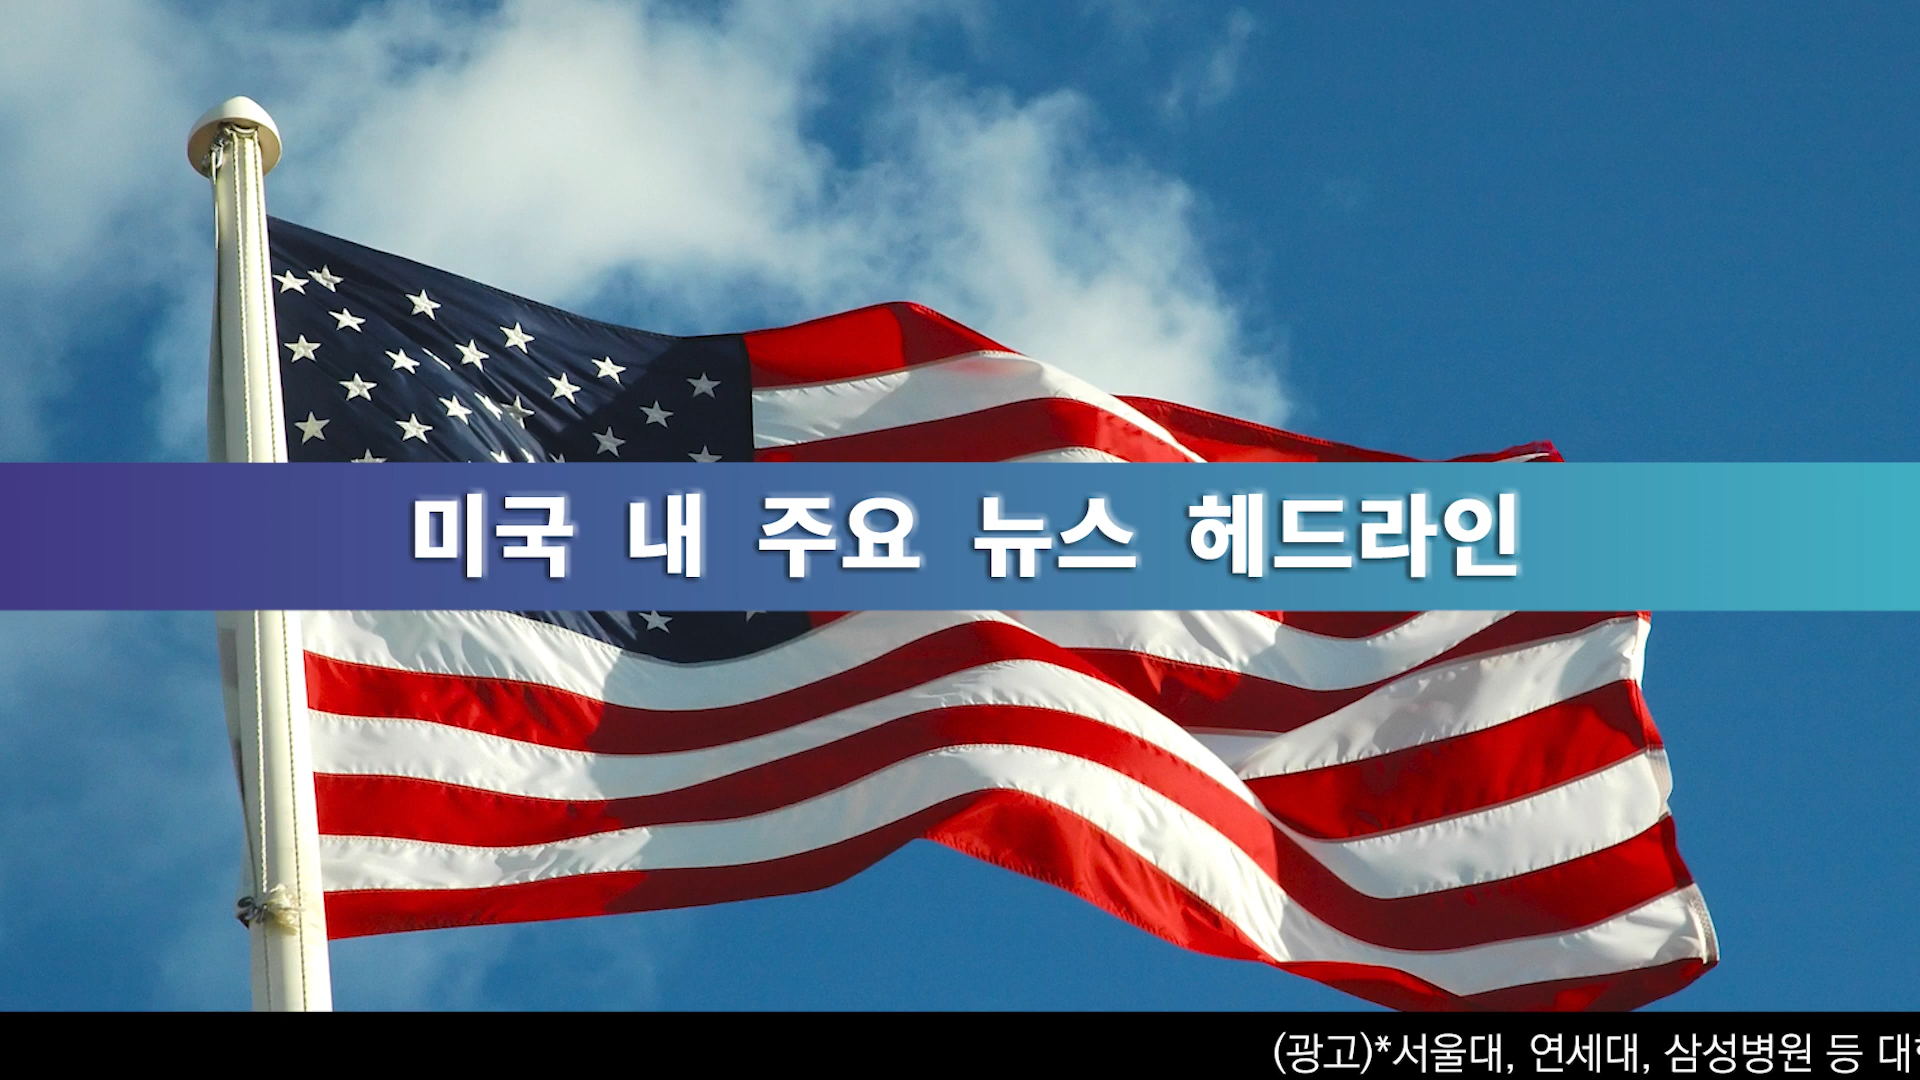 미국 내 주요 뉴스 헤드라인
(광고)*서울대, 연세대, 삼성병원 등